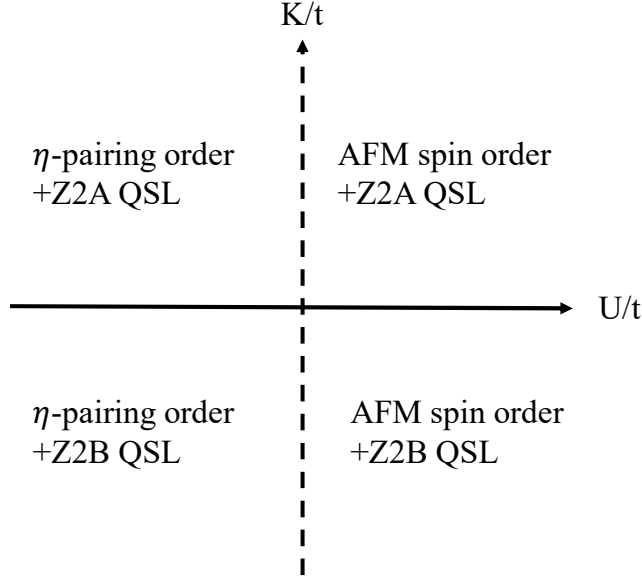 K/t
η-pairing order
+Z2A QSL
AFM spin order
+Z2A QSL
U/t
η-pairing order
+Z2B QSL
AFM spin order
+Z2B QSL